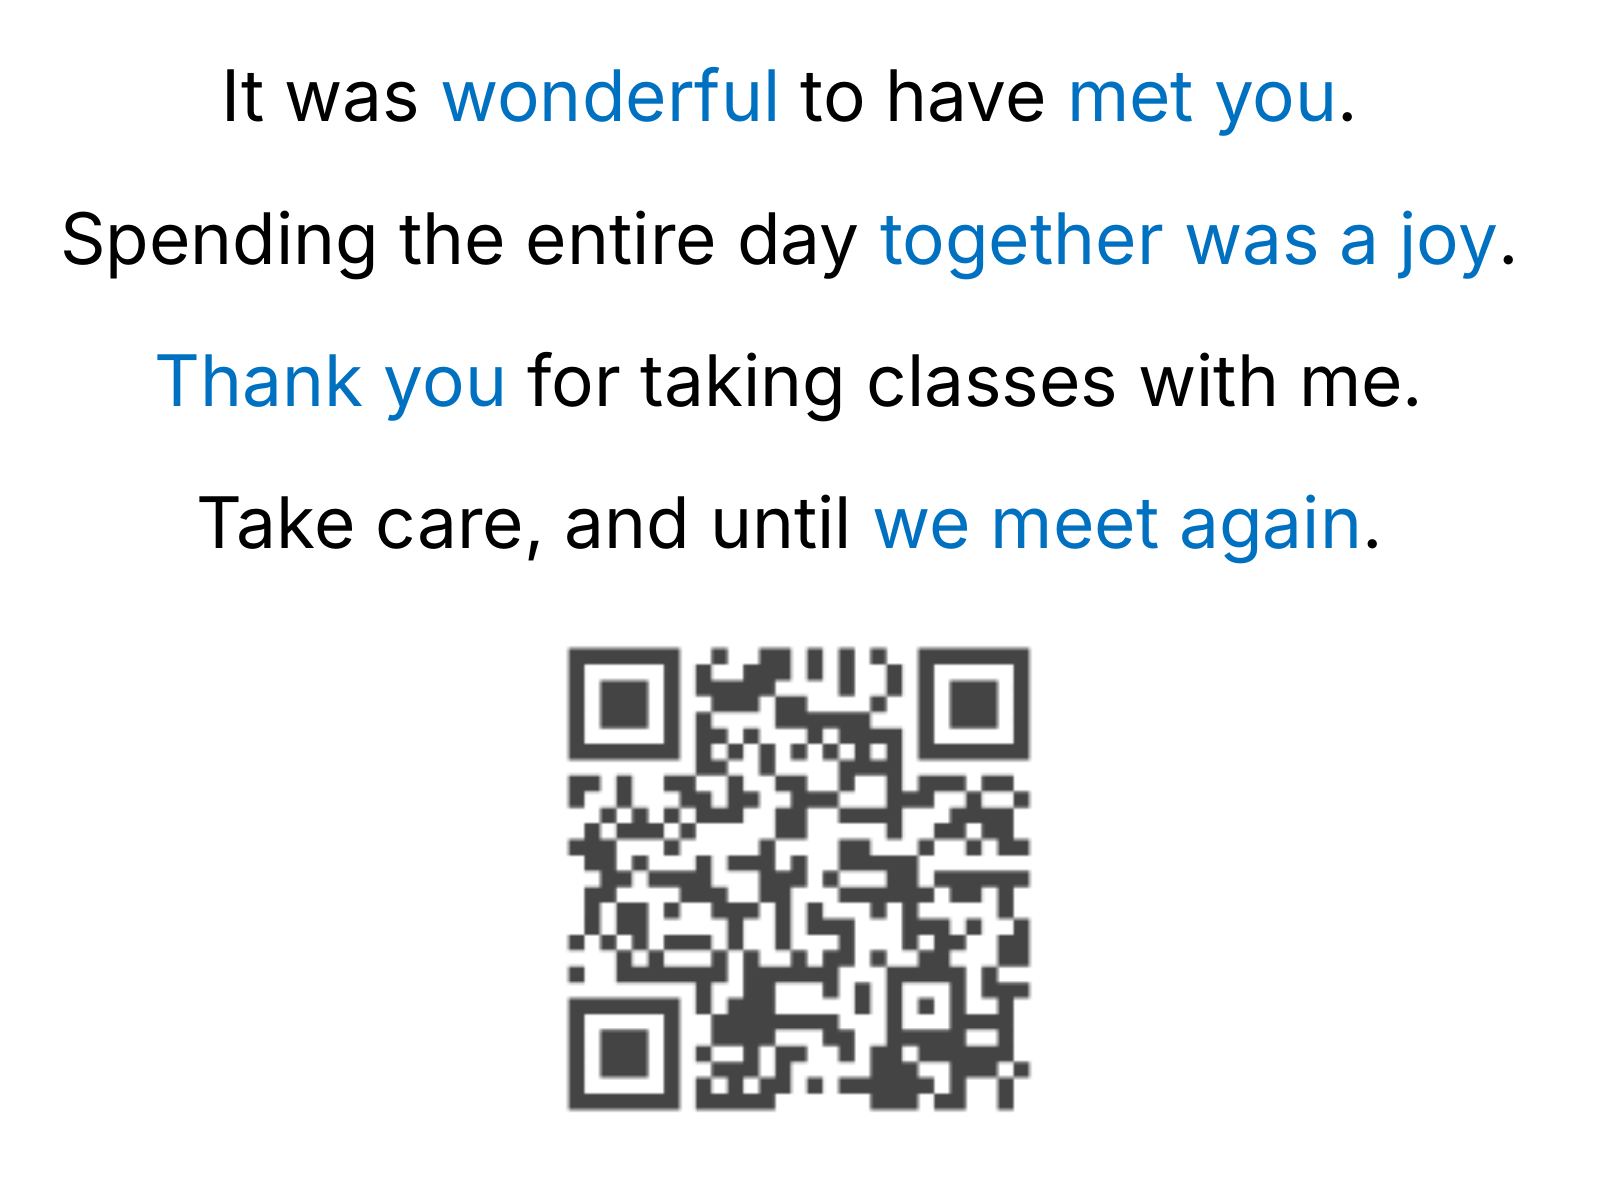 It was wonderful to have met you.
Spending the entire day together was a joy.
Thank you for taking classes with me.
Take care, and until we meet again.